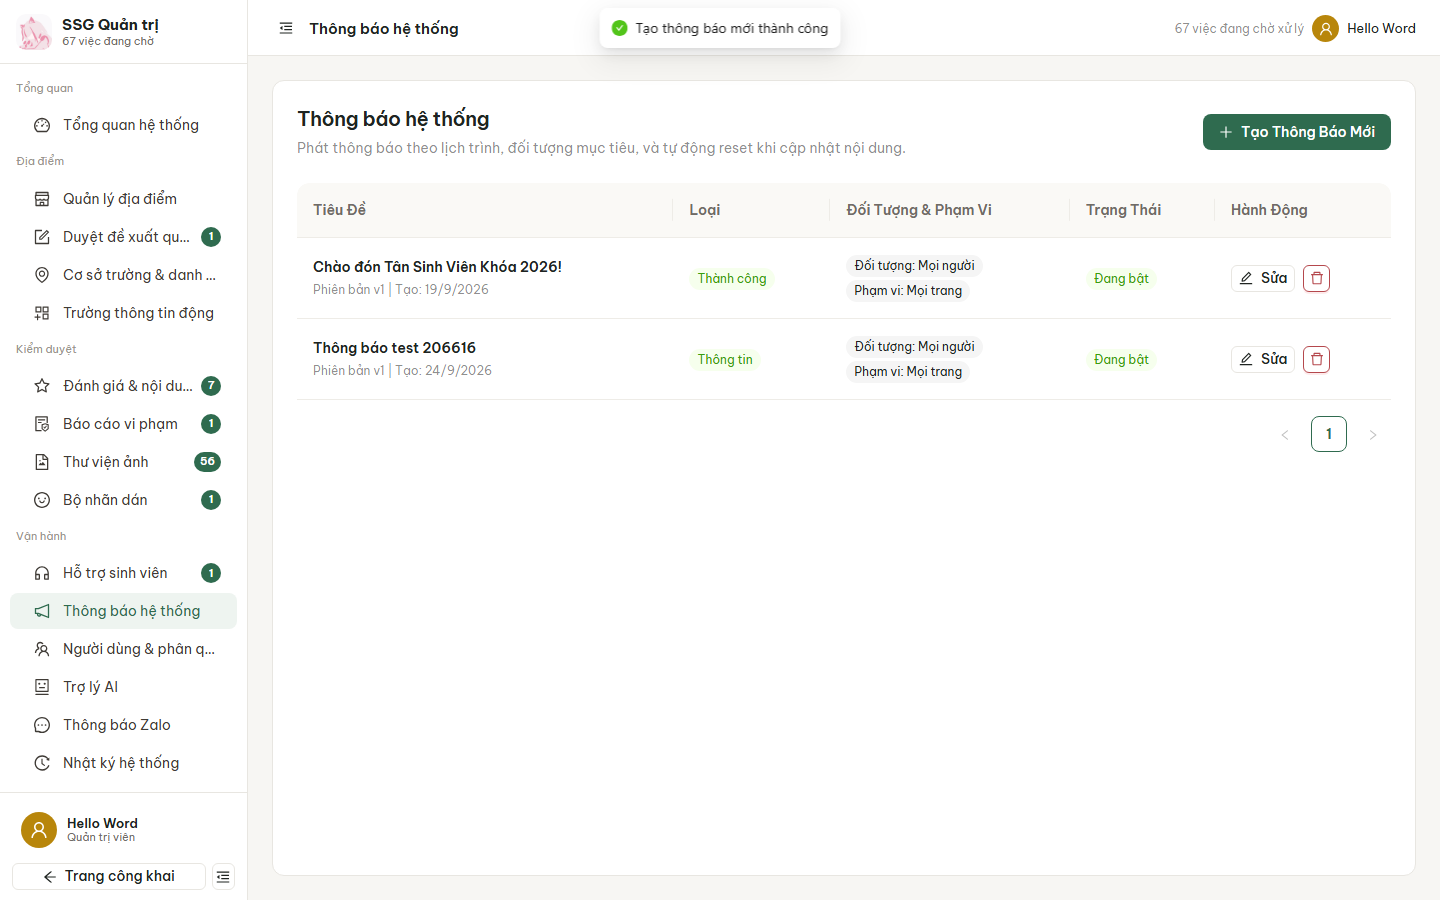 SSG Quản trị
67 việc đang chờ
Thông báo hệ thống
Tạo thông báo mới thành công
67 việc đang chờ xử lý
Hello Word
Tổng quan
Tổng quan hệ thống
Địa điểm
Quản lý địa điểm
Duyệt đề xuất qu... 1
Cơ sở trường & danh ...
Trường thông tin động
Kiểm duyệt
Đánh giá & nội du... 7
Báo cáo vi phạm 1
Thư viện ảnh 56
Bộ nhãn dán 1
Vận hành
Hỗ trợ sinh viên 1
Thông báo hệ thống
Người dùng & phân q...
Trợ lý AI
Thông báo Zalo
Nhật ký hệ thống
Hello Word
Quản trị viên
Trang công khai
Thông báo hệ thống
Phát thông báo theo lịch trình, đối tượng mục tiêu, và tự động reset khi cập nhật nội dung.
Tạo Thông Báo Mới
Tiêu Đề Loại Đối Tượng & Phạm Vi Trạng Thái Hành Động
Chào đón Tân Sinh Viên Khóa 2026!
Phiên bản v1 | Tạo: 19/9/2026
Thành công
Đối tượng: Mọi người
Phạm vi: Mọi trang
Đang bật
Sửa
Thông báo test 206616
Phiên bản v1 | Tạo: 24/9/2026
Thông tin
Đối tượng: Mọi người
Phạm vi: Mọi trang
Đang bật
Sửa
1